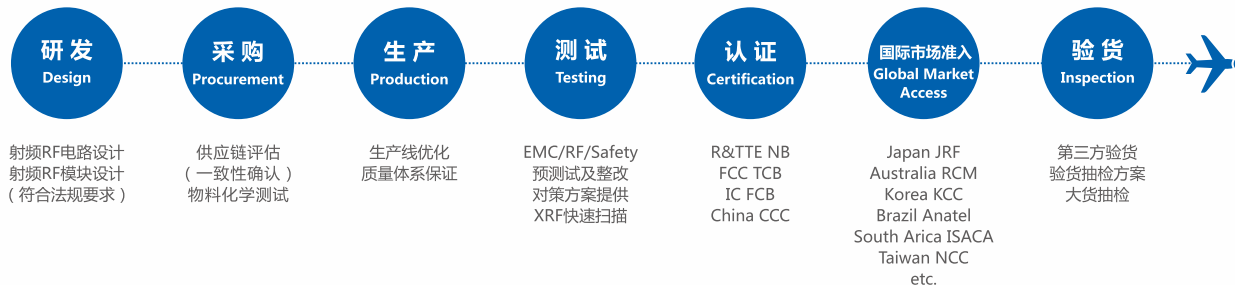 研发
Design
射频RF电路设计
射频RF模块设计
（符合法规要求）
采购
Procurement
供应链评估
（一致性确认）
物料化学测试
生产
Production
生产线优化
质量体系保证
测试
Testing
EMC/RF/Safety
预测试及整改
对策方案提供
XRF快速扫描
认证
Certification
R&TTE NB
FCC TCB
IC FCB
China CCC
国际市场准入
Global Market
Access
Japan JRF
Australia RCM
Korea KCC
Brazil Anatel
South Arica ISACA
Taiwan NCC
etc.
验货
Inspection
第三方验货
验货抽检方案
大货抽检